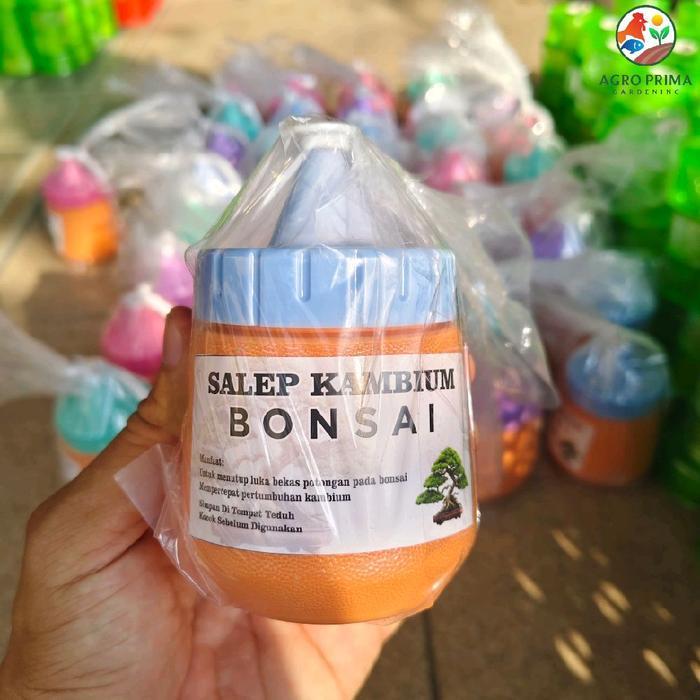 AGRO PRIMA
GARDENING
SALEP KAMBIUM
BONSAI
Manfaat:
Untuk menutup luka bekas potongan pada bonsai
Mempercepat pertumbuhan kambium
Simpan Di Tempat Teduh
Kocok Sebelum Digunakan